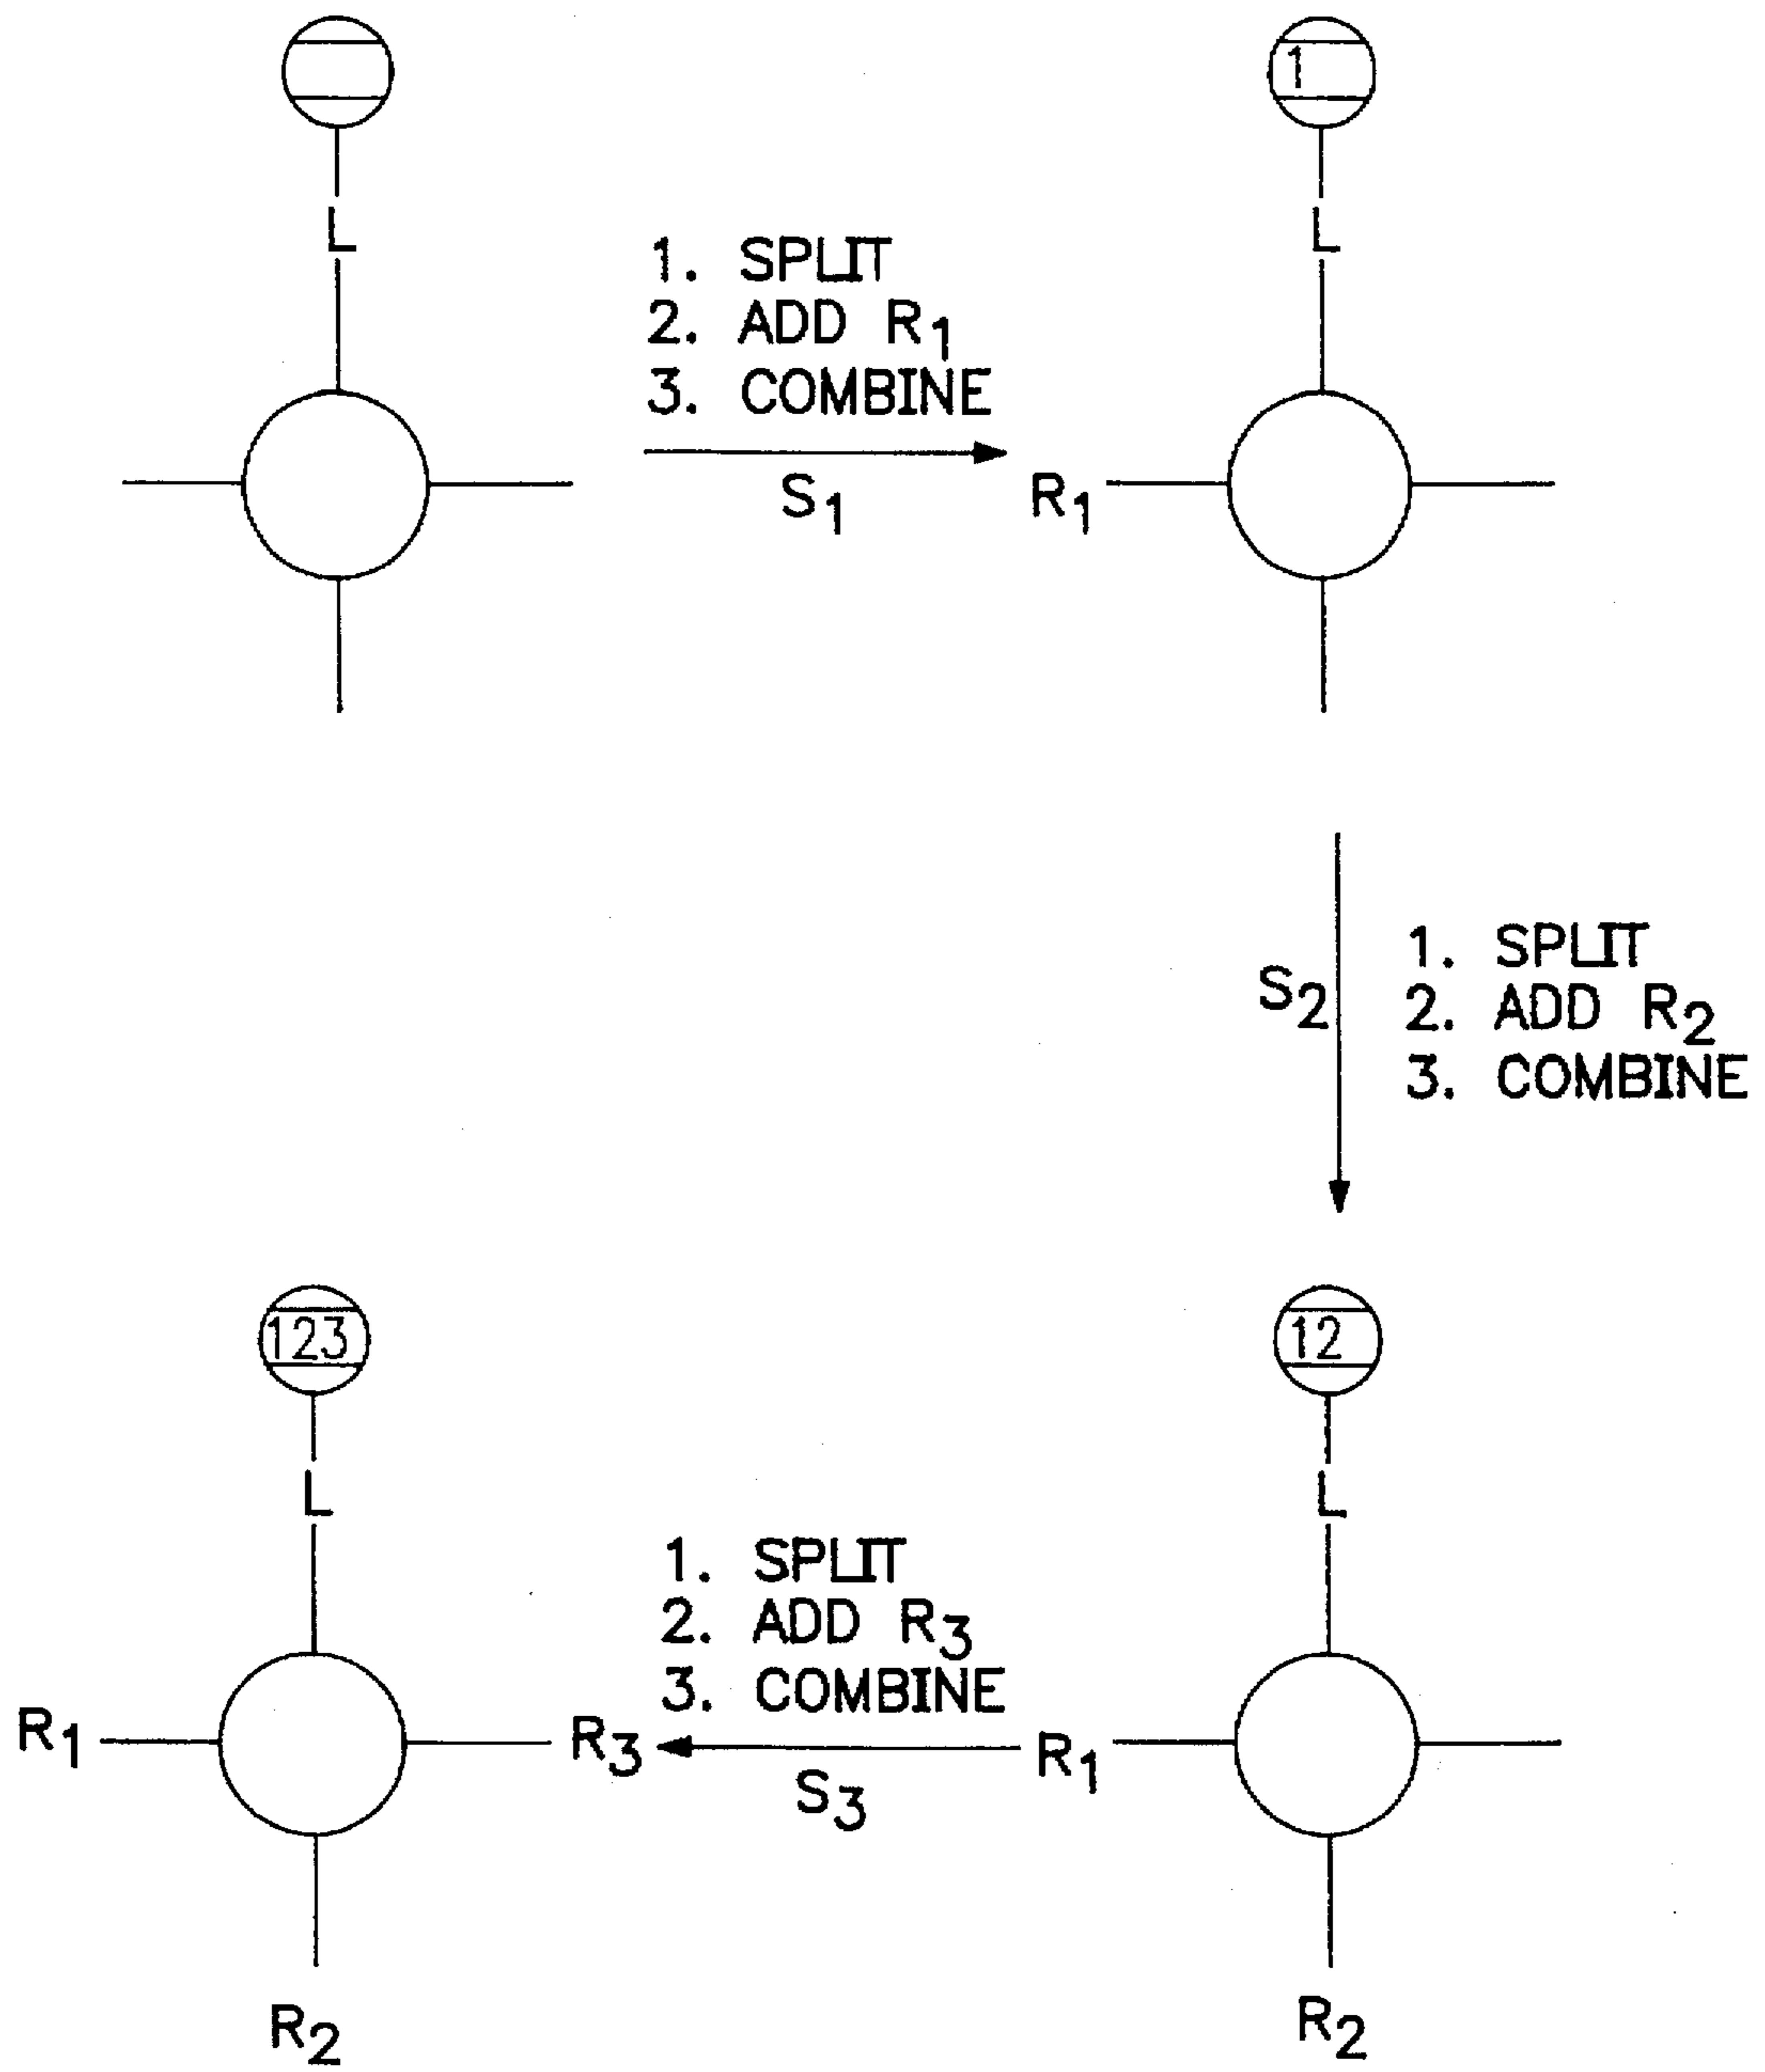 1
L
L
1. SPLIT
2. ADD R1
3. COMBINE
S1
R1
S2
1. SPLIT
2. ADD R2
3. COMBINE
123
12
L
L
1. SPLIT
2. ADD R3
3. COMBINE
R1
R3
S3
R1
R2
R2